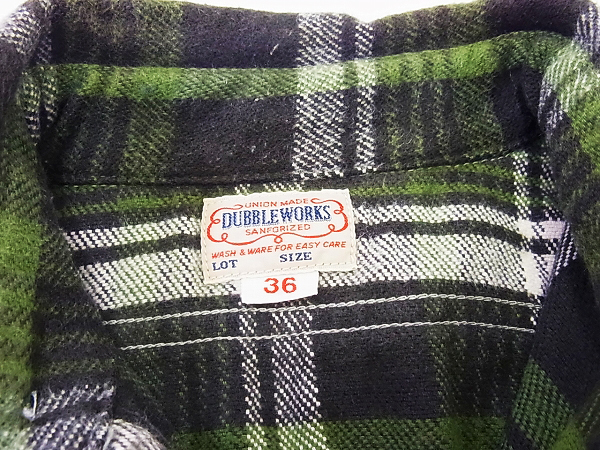 UNION MADE
DUBBLEWORKS
SANFORIZED
WASH & WARE FOR EASY CARE
LOT SIZE
36